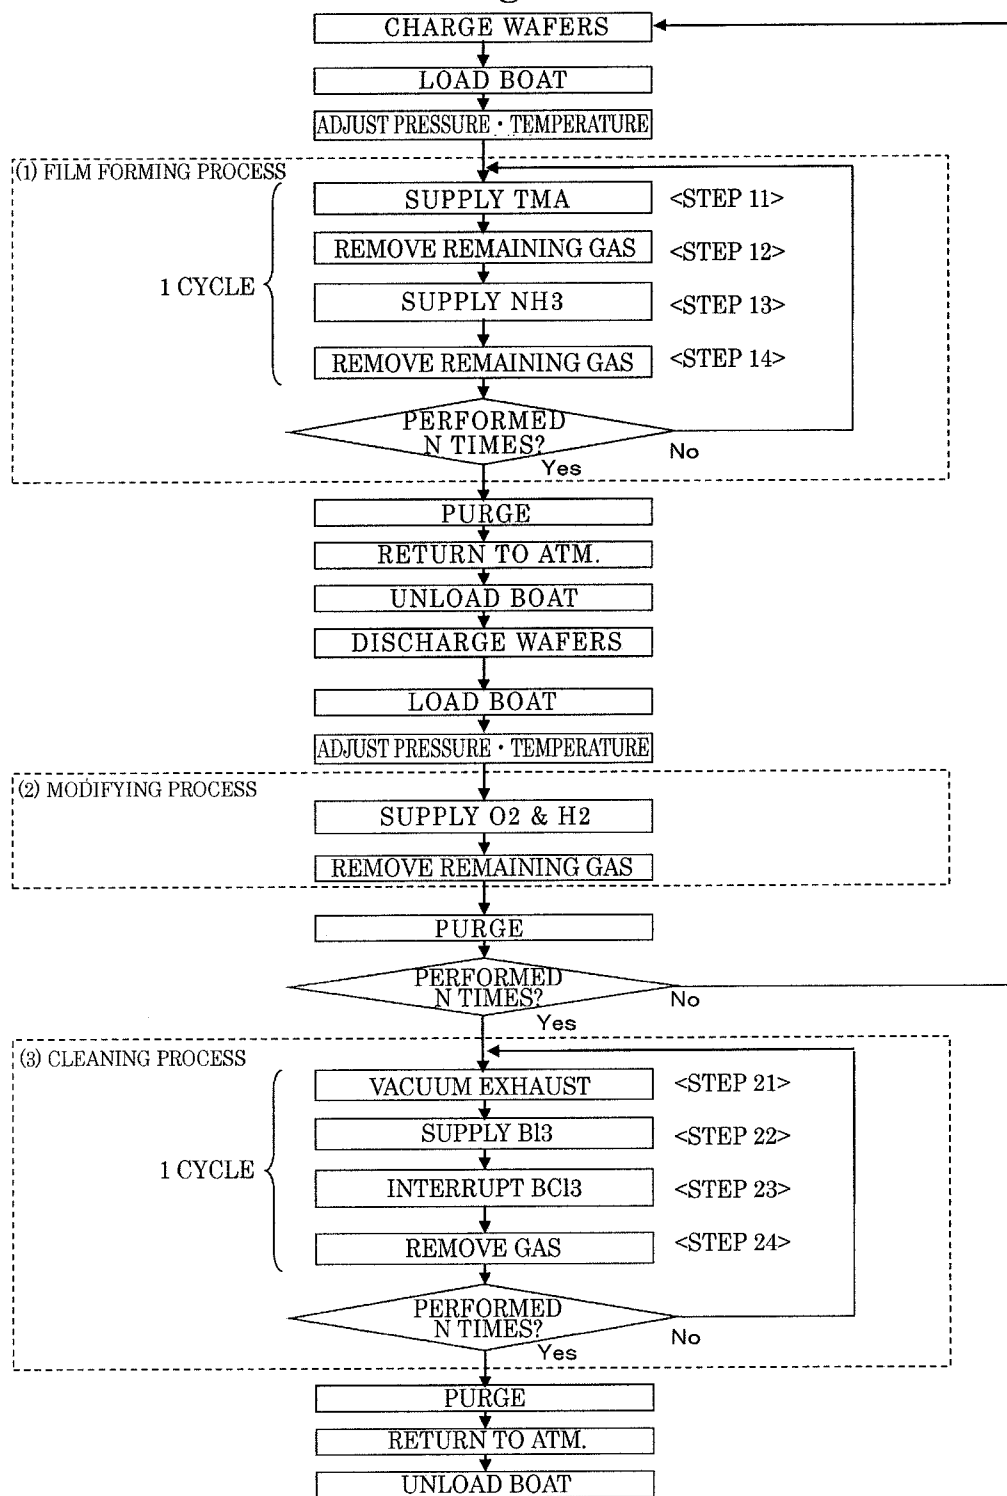 CHARGE WAFERS
LOAD BOAT
ADJUST PRESSURE・TEMPERATURE
(1) FILM FORMING PROCESS
SUPPLY TMA <STEP 11>
REMOVE REMAINING GAS <STEP 12>
1 CYCLE
SUPPLY NH3 <STEP 13>
REMOVE REMAINING GAS <STEP 14>
PERFORMED
N TIMES?
No
Yes
PURGE
RETURN TO ATM.
UNLOAD BOAT
DISCHARGE WAFERS
LOAD BOAT
ADJUST PRESSURE・TEMPERATURE
(2) MODIFYING PROCESS
SUPPLY O2 & H2
REMOVE REMAINING GAS
PURGE
PERFORMED
N TIMES?
No
Yes
(3) CLEANING PROCESS
VACUUM EXHAUST <STEP 21>
SUPPLY Bl3 <STEP 22>
1 CYCLE
INTERRUPT BCl3 <STEP 23>
REMOVE GAS <STEP 24>
PERFORMED
N TIMES?
No
Yes
PURGE
RETURN TO ATM.
UNLOAD BOAT